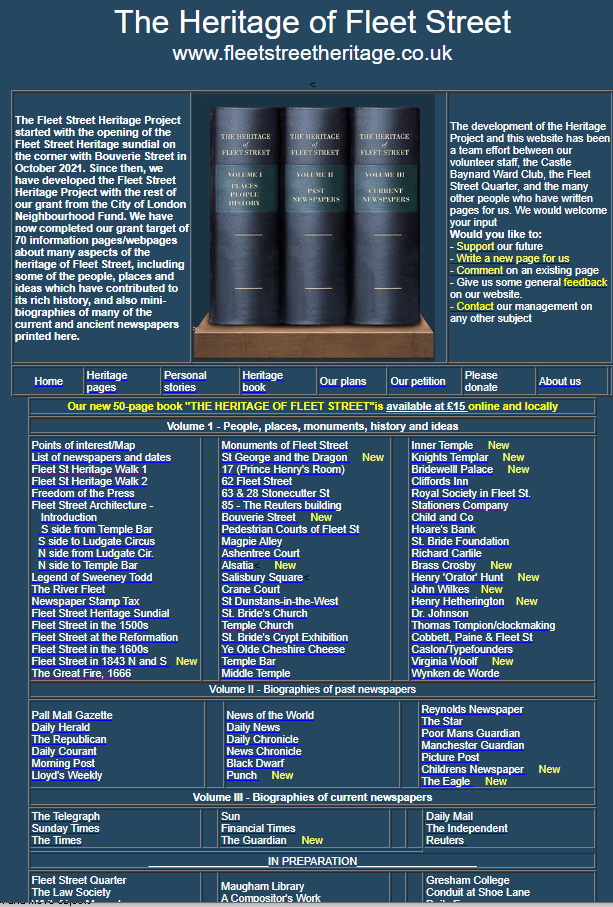 The Heritage of Fleet Street
www.fleetstreetheritage.co.uk
<
The Fleet Street Heritage Project
started with the opening of the
Fleet Street Heritage sundial on
the corner with Bouverie Street in
October 2021. Since then, we
have developed the Fleet Street
Heritage Project with the rest of
our grant from the City of London
Neighbourhood Fund. We have
now completed our grant target of
70 information pages/webpages
about many aspects of the
heritage of Fleet Street, including
some of the people, places and
ideas which have contributed to
its rich history, and also mini-
biographies of many of the
current and ancient newspapers
printed here.
THE HERITAGE
of
FLEET STREET
VOLUME I
PLACES
PEOPLE
HISTORY
THE HERITAGE
of
FLEET STREET
VOLUME II
PAST
NEWSPAPERS
THE HERITAGE
of
FLEET STREET
VOLUME III
CURRENT
NEWSPAPERS
The development of the Heritage
Project and this website has been
a team effort between our
volunteer staff, the Castle
Baynard Ward Club, the Fleet
Street Quarter, and the many
other people who have written
pages for us. We would welcome
your input
Would you like to:
- Support our future
- Write a new page for us
- Comment on an existing page
- Give us some general feedback
on our website.
- Contact our management on
any other subject
Home
Heritage
pages
Personal
stories
Heritage
book
Our plans
Our petition
Please
donate
About us
Our new 50-page book "THE HERITAGE OF FLEET STREET"is available at £15 online and locally
Volume 1 - People, places, monuments, history and ideas
Points of interest/Map
List of newspapers and dates
Fleet St Heritage Walk 1
Fleet St Heritage Walk 2
Freedom of the Press
Fleet Street Architecture -
Introduction
S side from Temple Bar
S side to Ludgate Circus
N side from Ludgate Cir.
N side to Temple Bar
Legend of Sweeney Todd
The River Fleet
Newspaper Stamp Tax
Fleet Street Heritage Sundial
Fleet Street in the 1500s
Fleet Street at the Reformation
Fleet Street in the 1600s
Fleet Street in 1843 N and S New
The Great Fire, 1666
Monuments of Fleet Street
St George and the Dragon New
17 (Prince Henry's Room)
62 Fleet Street
63 & 28 Stonecutter St
85 - The Reuters building
Bouverie Street New
Pedestrian Courts of Fleet St
Magpie Alley
Ashentree Court
Alsatia< New
Salisbury Square<
Crane Court
St Dunstans-in-the-West
St. Bride's Church
Temple Church
St. Bride's Crypt Exhibition
Ye Olde Cheshire Cheese
Temple Bar
Middle Temple
Inner Temple New
Knights Templar New
Bridewelll Palace New
Cliffords Inn
Royal Society in Fleet St.
Stationers Company
Child and Co
Hoare's Bank
St. Bride Foundation
Richard Carlile
Brass Crosby New
Henry 'Orator' Hunt New
John Wilkes New
Henry Hetherington New
Dr. Johnson
Thomas Tompion/clockmaking
Cobbett, Paine & Fleet St
Caslon/Typefounders
Virginia Woolf New
Wynken de Worde
Volume II - Biographies of past newspapers
Pall Mall Gazette
Daily Herald
The Republican
Daily Courant
Morning Post
Lloyd's Weekly
News of the World
Daily News
Daily Chronicle
News Chronicle
Black Dwarf
Punch New
Reynolds Newspaper
The Star
Poor Mans Guardian
Manchester Guardian
Picture Post
Childrens Newspaper New
The Eagle New
Volume III - Biographies of current newspapers
The Telegraph
Sunday Times
The Times
Sun
Financial Times
The Guardian New
Daily Mail
The Independent
Reuters
IN PREPARATION
Fleet Street Quarter
The Law Society
Maugham Library
A Compositor's Work
Gresham College
Conduit at Shoe Lane